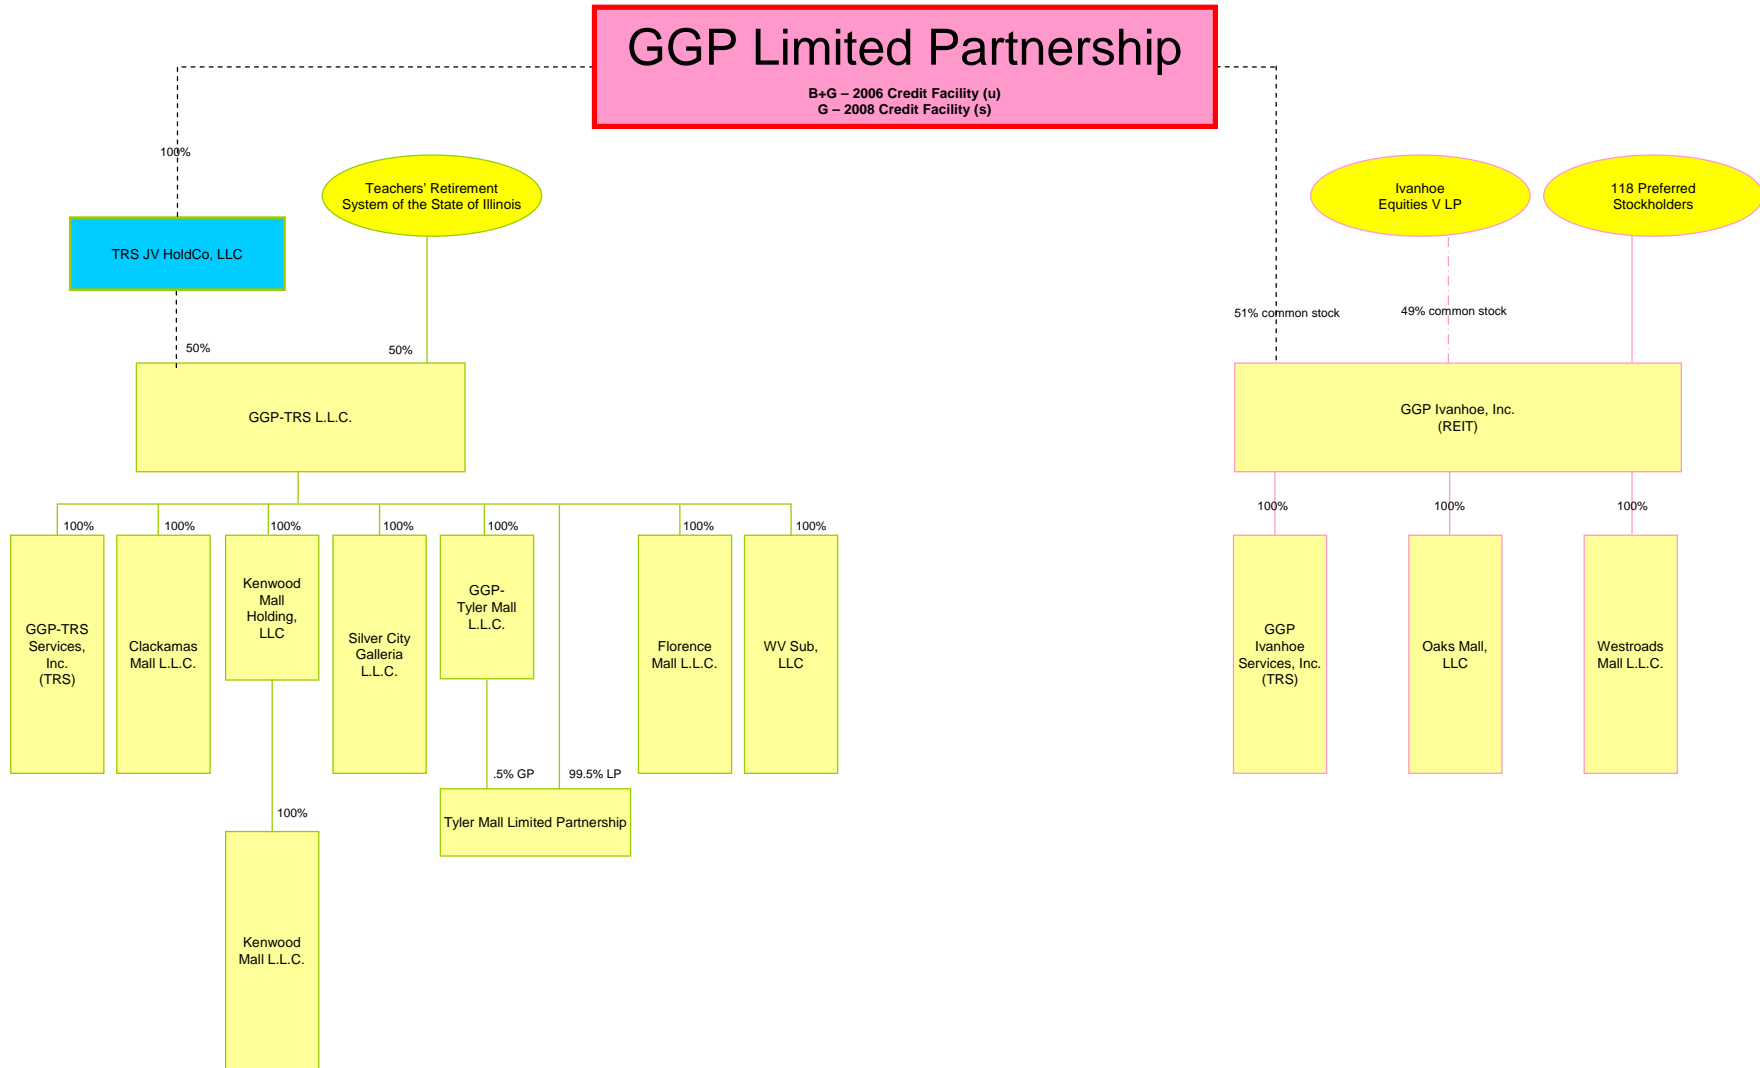 GGP Limited Partnership
B+G – 2006 Credit Facility (u)
G – 2008 Credit Facility (s)
100%
Teachers' Retirement
System of the State of Illinois
Ivanhoe
Equities V LP
118 Preferred
Stockholders
TRS JV HoldCo, LLC
51% common stock
49% common stock
50%
50%
GGP-TRS L.L.C.
GGP Ivanhoe, Inc.
(REIT)
100%
100%
100%
100%
100%
100%
100%
100%
100%
100%
GGP-TRS
Services,
Inc.
(TRS)
Clackamas
Mall L.L.C.
Kenwood
Mall
Holding,
LLC
Silver City
Galleria
L.L.C.
GGP-
Tyler Mall
L.L.C.
Florence
Mall L.L.C.
WV Sub,
LLC
GGP
Ivanhoe
Services, Inc.
(TRS)
Oaks Mall,
LLC
Westroads
Mall L.L.C.
.5% GP
99.5% LP
Tyler Mall Limited Partnership
100%
Kenwood
Mall L.L.C.